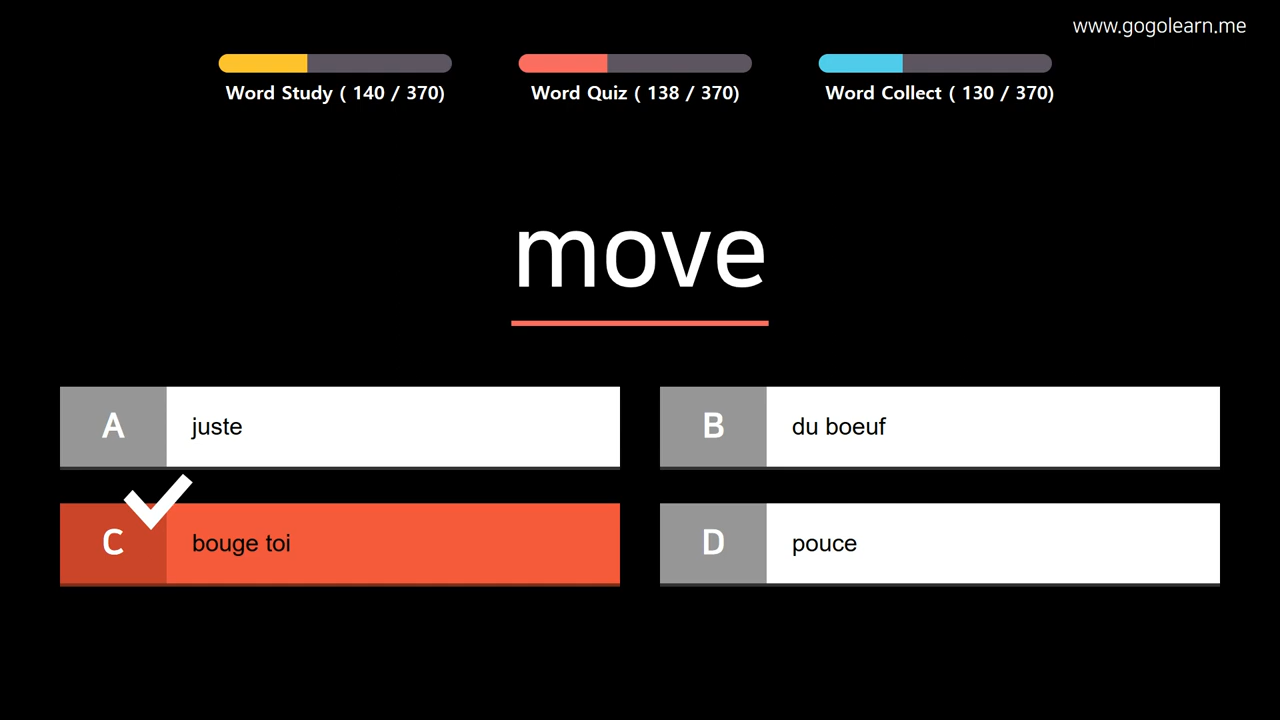 www.gogolearn.me
Word Study ( 140 / 370)
Word Quiz ( 138 / 370)
Word Collect ( 130 / 370)
move
A juste
B du boeuf
C bouge toi
D pouce